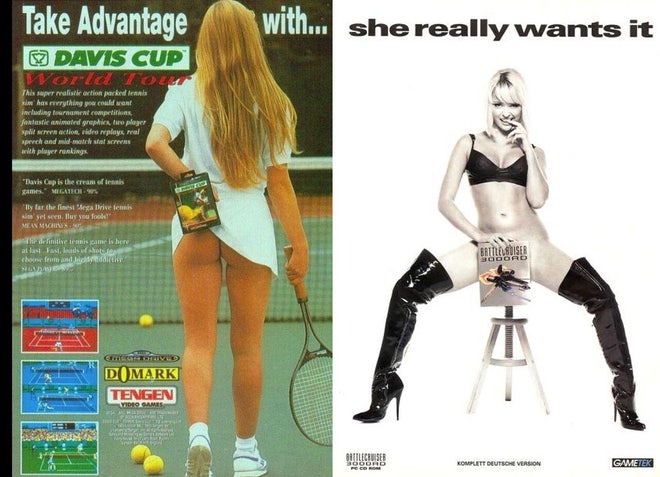 Take Advantage with...
DAVIS CUP
World Tour
This super realistic action packed tennis
sim' has everything you could want
including tournament competitions,
fantastic animated graphics, two player
split screen action, video replays, real
speech and mid-match stat screens
with player rankings.
"Davis Cup is the cream of tennis
games." MEGATECH - 90%
"By far the finest Mega Drive tennis
sim' yet seen. Buy you fools!"
MEAN MACHINES
"The definitive tennis game is here
at last...Fast, loads of shots to
choose from and highly addictive."
DAVIS CUP
MEGA DRIVE
DOMARK
TENGEN
VIDEO GAMES
she really wants it
BATTLECRUISER
3000AD
BATTLECRUISER
3000AD
PC CD ROM
KOMPLETT DEUTSCHE VERSION
GAMETEK